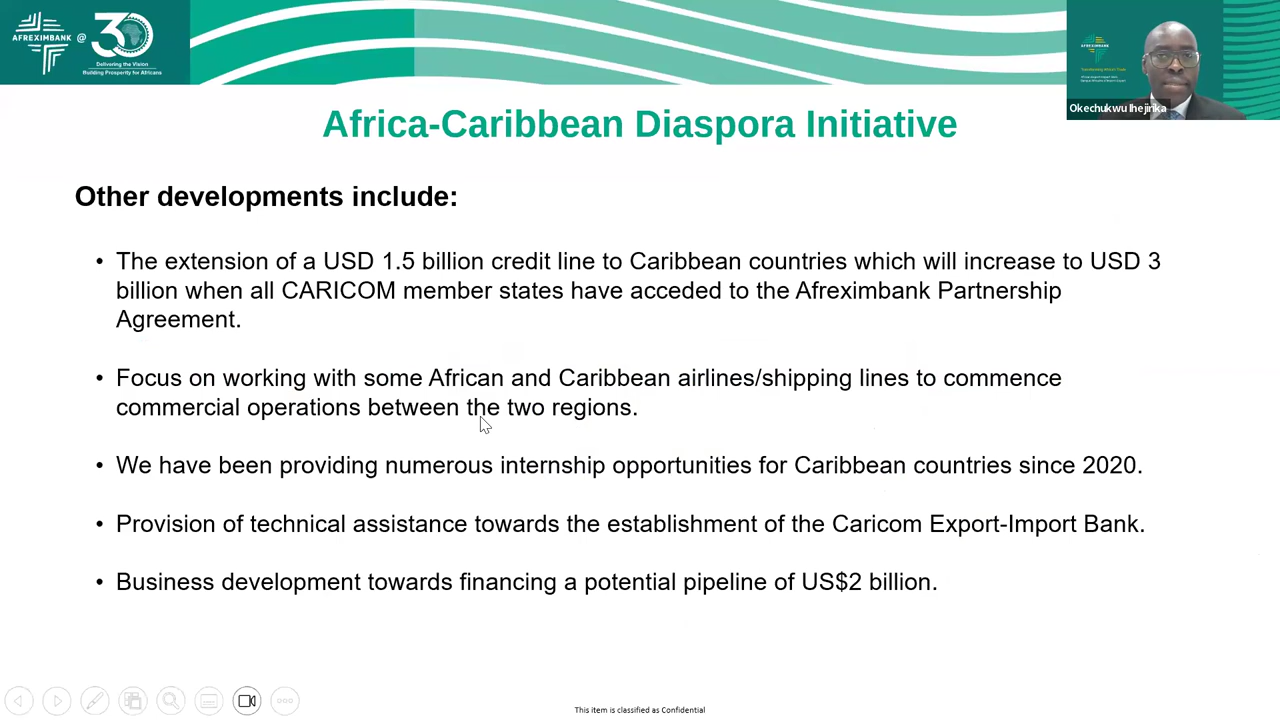 AFREXIMBANK @ 30
Delivering the Vision
Building Prosperity for Africans
AFREXIMBANK
Okechukwu Ihejirika
Africa-Caribbean Diaspora Initiative
Other developments include:
• The extension of a USD 1.5 billion credit line to Caribbean countries which will increase to USD 3
billion when all CARICOM member states have acceded to the Afreximbank Partnership
Agreement.
• Focus on working with some African and Caribbean airlines/shipping lines to commence
commercial operations between the two regions.
• We have been providing numerous internship opportunities for Caribbean countries since 2020.
• Provision of technical assistance towards the establishment of the Caricom Export-Import Bank.
• Business development towards financing a potential pipeline of US$2 billion.
This item is classified as Confidential